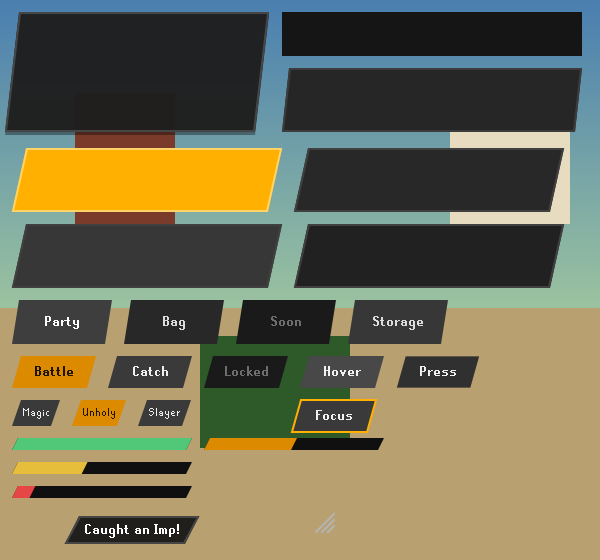 Party Bag Soon Storage
Battle Catch Locked Hover Press
Magic Unholy Slayer Focus
Caught an Imp!